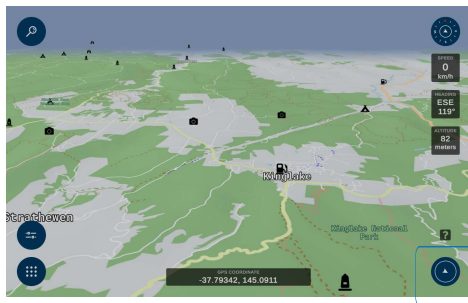 SPEED
0
km/h
HEADING
ESE
119°
ALTITUDE
82
meters
Kinglake
Strathewen
Kinglake National
Park
?
GPS COORDINATE
-37.79342, 145.0911